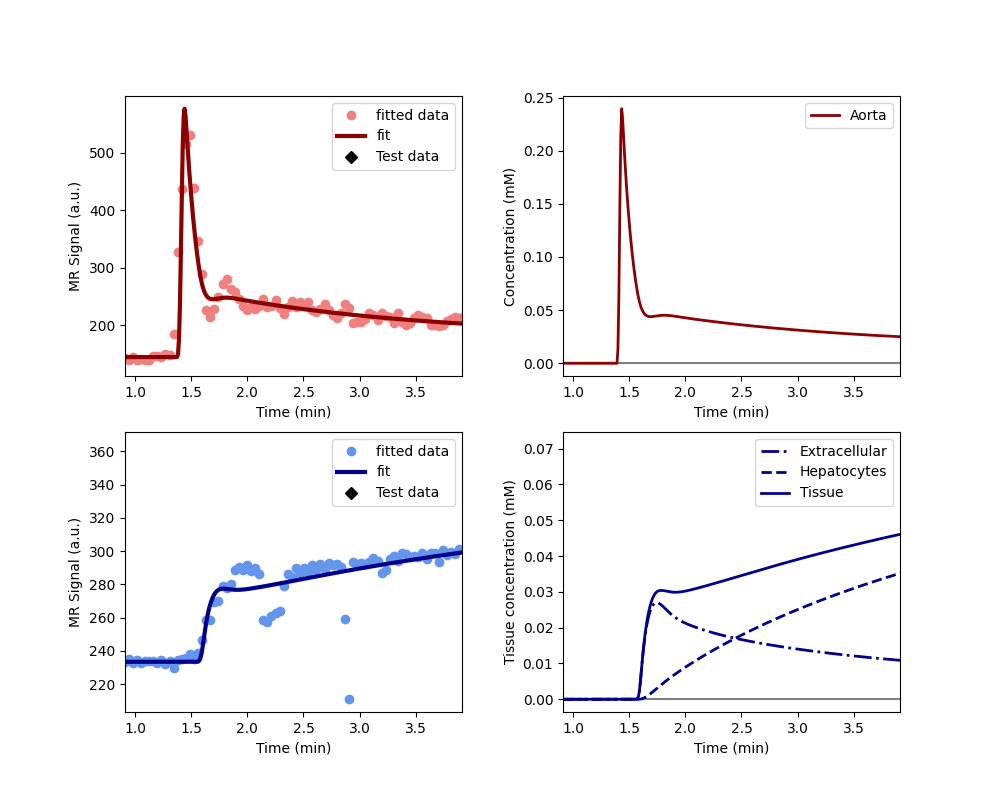 MR Signal (a.u.)
500
400
300
200
1.0 1.5 2.0 2.5 3.0 3.5
Time (min)
fitted data
fit
Test data
Concentration (mM)
0.25
0.20
0.15
0.10
0.05
0.00
1.0 1.5 2.0 2.5 3.0 3.5
Time (min)
Aorta
MR Signal (a.u.)
360
340
320
300
280
260
240
220
1.0 1.5 2.0 2.5 3.0 3.5
Time (min)
fitted data
fit
Test data
Tissue concentration (mM)
0.07
0.06
0.05
0.04
0.03
0.02
0.01
0.00
1.0 1.5 2.0 2.5 3.0 3.5
Time (min)
Extracellular
Hepatocytes
Tissue